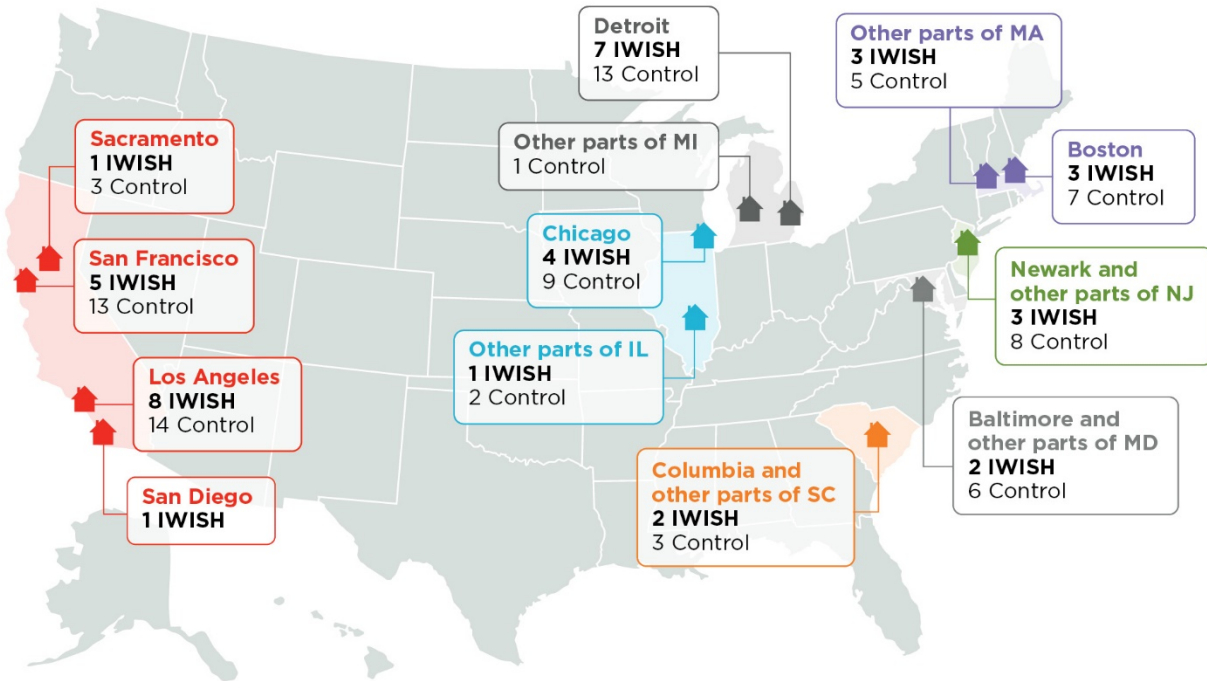 Detroit
7 IWISH
13 Control
Other parts of MA
3 IWISH
5 Control
Sacramento
1 IWISH
3 Control
Other parts of MI
1 Control
Boston
3 IWISH
7 Control
San Francisco
5 IWISH
13 Control
Chicago
4 IWISH
9 Control
Newark and
other parts of NJ
3 IWISH
8 Control
Other parts of IL
1 IWISH
2 Control
Los Angeles
8 IWISH
14 Control
Baltimore and
other parts of MD
2 IWISH
6 Control
Columbia and
other parts of SC
2 IWISH
3 Control
San Diego
1 IWISH